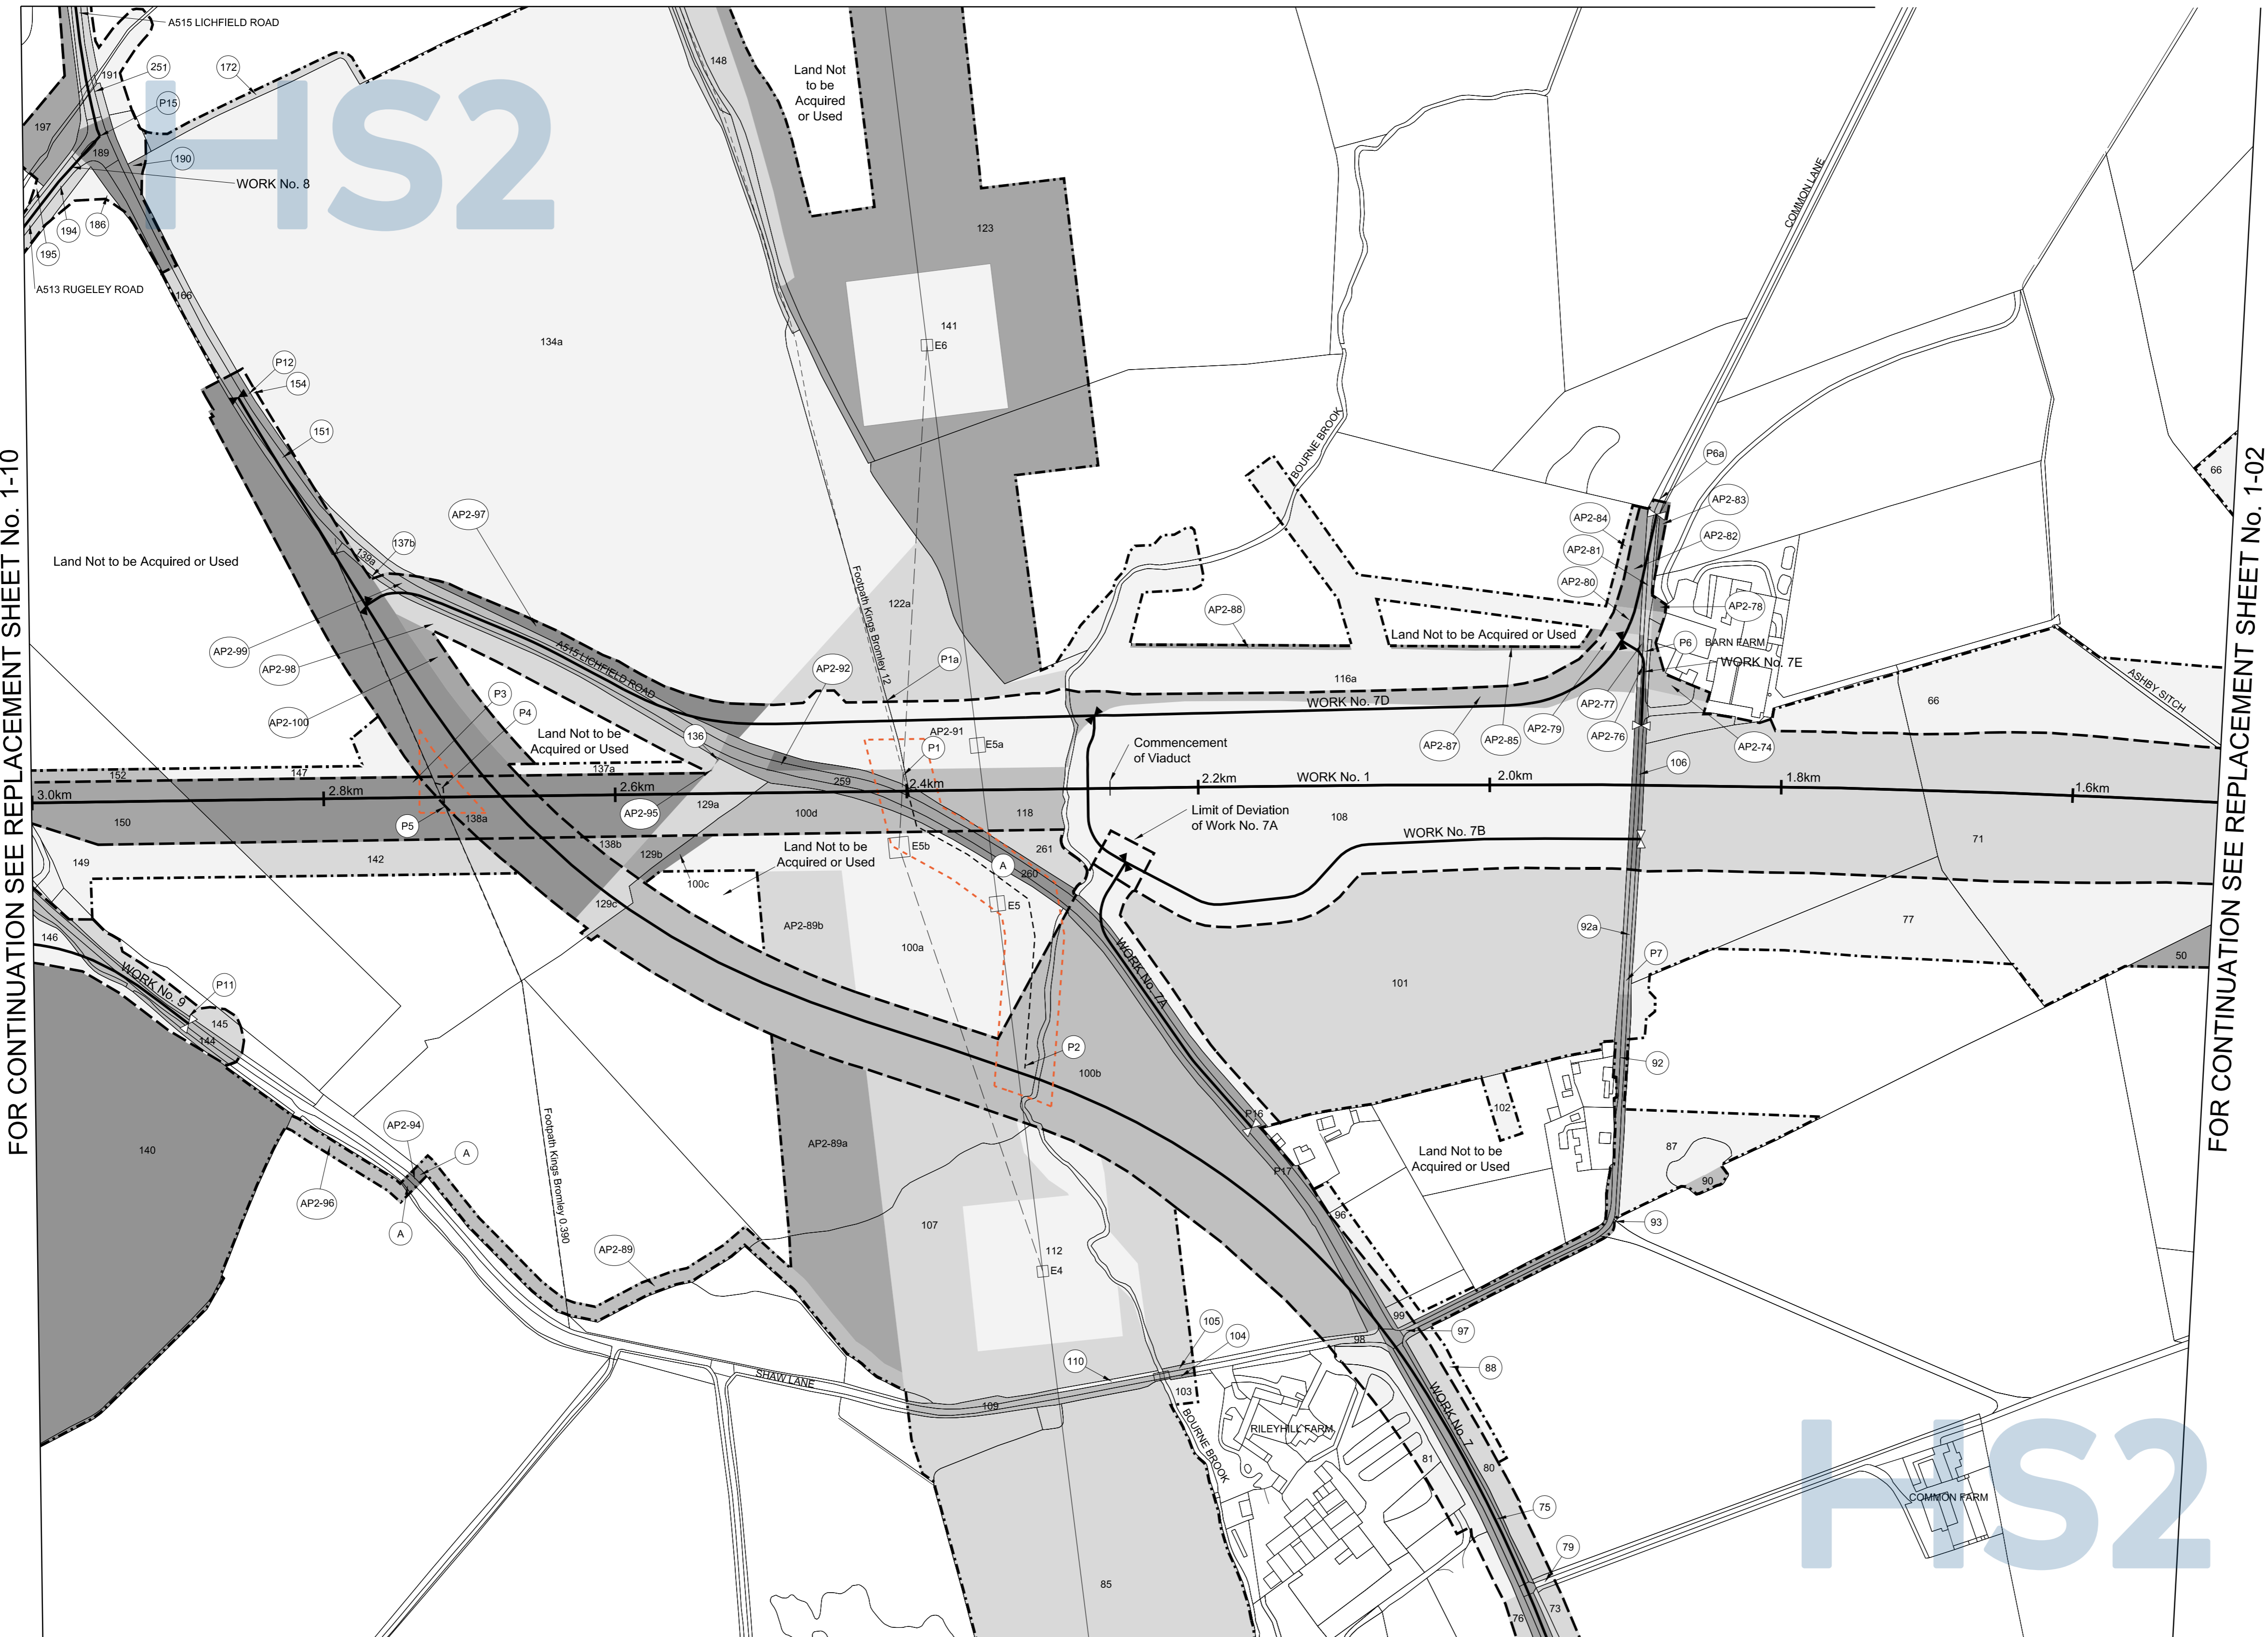 A515 LICHFIELD ROAD
191
251
172
P15
197
189
190
WORK No. 8
194
186
195
A513 RUGELEY ROAD
166
HS2
148
Land Not
to be
Acquired
or Used
123
141
E6
134a
COMMON LANE
BOURNE BROOK
P12
154
151
FOR CONTINUATION SEE REPLACEMENT SHEET No. 1-10
FOR CONTINUATION SEE REPLACEMENT SHEET No. 1-02
66
P6a
AP2-83
AP2-84
AP2-82
AP2-81
AP2-80
AP2-78
AP2-97
137b
139a
Land Not to be Acquired or Used
AP2-99
AP2-98
AP2-100
A515 LICHFIELD ROAD
Footpath Kings Bromley 12
122a
AP2-88
Land Not to be Acquired or Used
P6
BARN FARM
WORK No. 7E
P1a
AP2-92
116a
WORK No. 7D
AP2-77
AP2-76
AP2-79
AP2-85
AP2-87
AP2-74
66
ASHBY SITCH
P3
P4
Land Not to be
Acquired or Used
136
AP2-91
P1
E5a
Commencement
of Viaduct
106
152
147
137a
259
3.0km
2.8km
2.6km
2.4km
2.2km
WORK No. 1
2.0km
1.8km
1.6km
150
P5
138a
AP2-95
129a
100d
118
Limit of Deviation
of Work No. 7A
108
WORK No. 7B
71
149
142
138b
129b
Land Not to be
Acquired or Used
E5b
261
A
260
100c
129c
E5
146
AP2-89b
100a
92a
77
WORK No. 7A
101
P7
50
WORK No. 9
P11
145
144
P2
100b
92
140
AP2-94
A
AP2-89a
P16
102
Land Not to be
Acquired or Used
87
P17
90
AP2-96
A
Footpath Kings Bromley 0.390
AP2-89
107
112
E4
96
93
99
98
97
105
104
110
88
SHAW LANE
109
103
BOURNE BROOK
RILEYHILL FARM
81
WORK No. 7
80
75
COMMON FARM
HS2
79
85
76
73